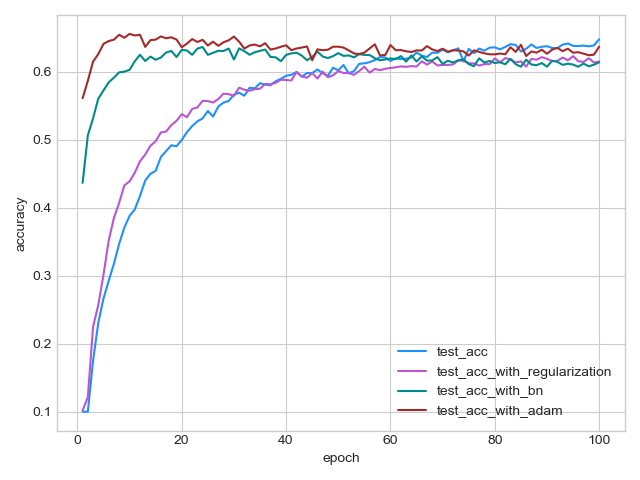 accuracy
0.6
0.5
0.4
0.3
0.2
0.1
0 20 40 60 80 100
epoch
test_acc
test_acc_with_regularization
test_acc_with_bn
test_acc_with_adam